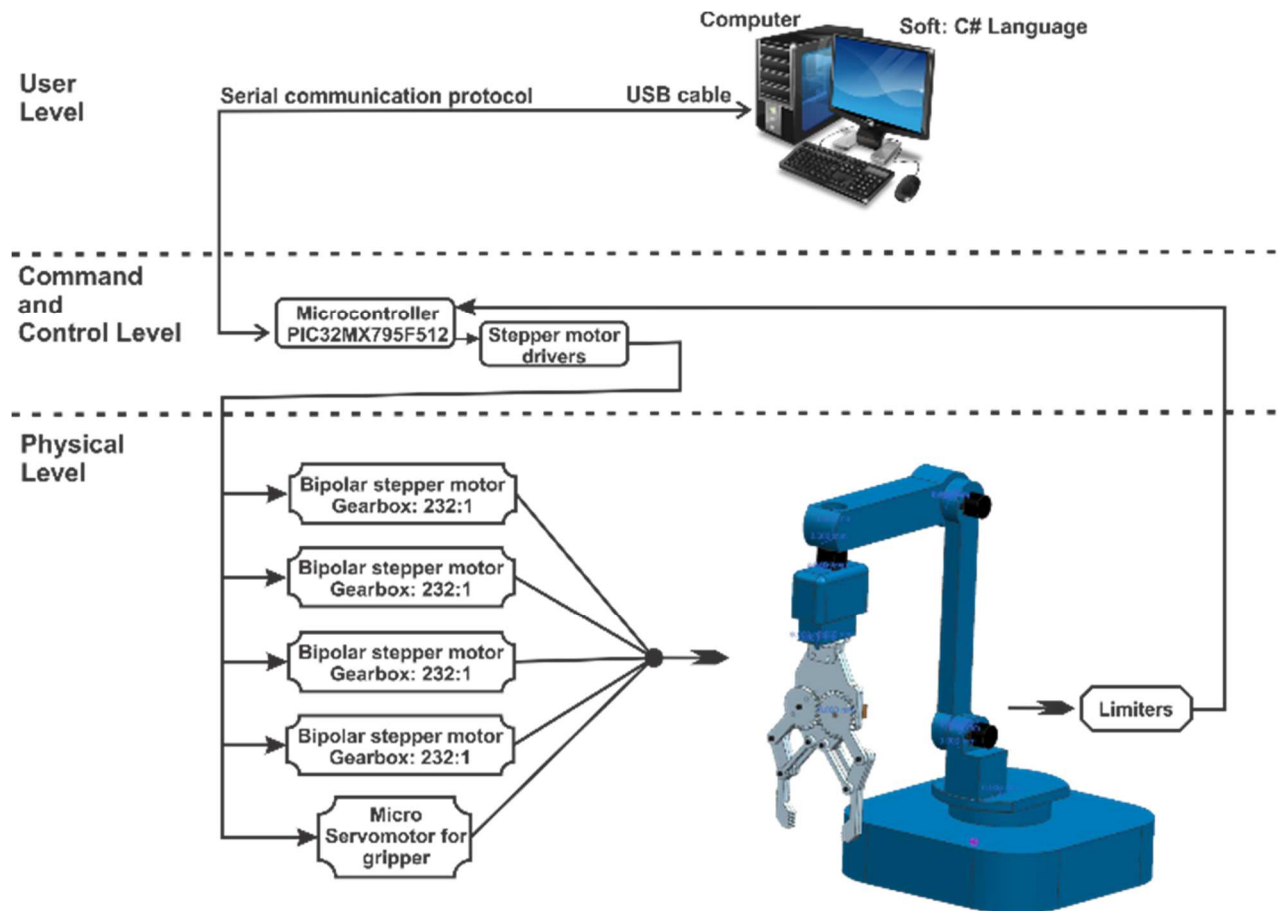 Computer
Soft: C# Language
User
Level
Serial communication protocol
USB cable
Command
and
Control Level
Microcontroller
PIC32MX795F512
Stepper motor
drivers
Physical
Level
Bipolar stepper motor
Gearbox: 232:1
Bipolar stepper motor
Gearbox: 232:1
Bipolar stepper motor
Gearbox: 232:1
Bipolar stepper motor
Gearbox: 232:1
Micro
Servomotor for
gripper
Limiters